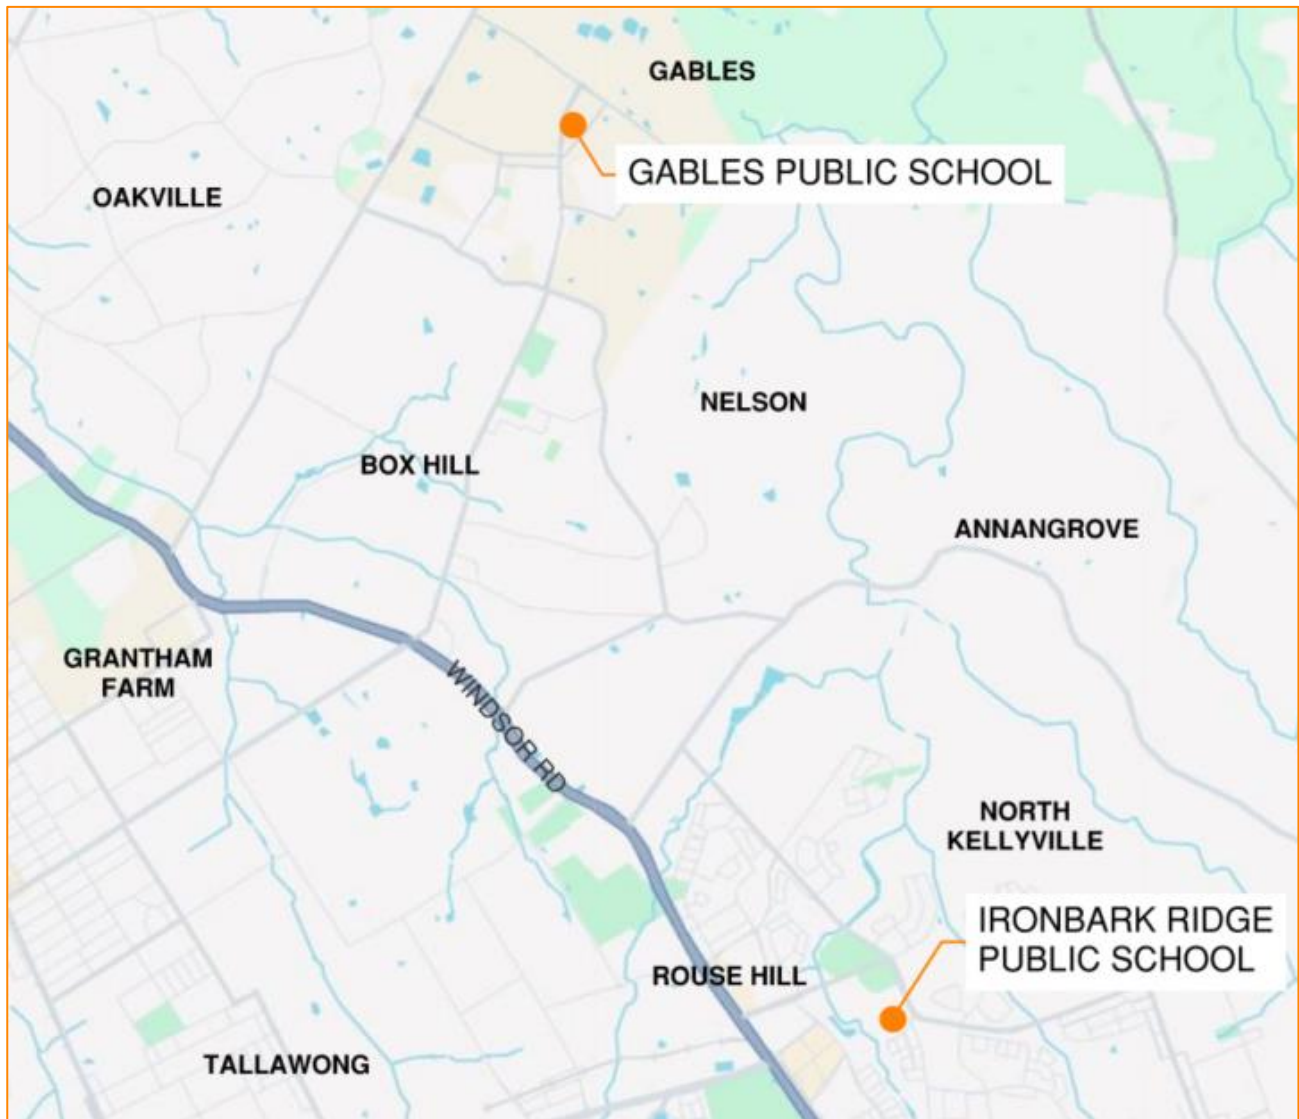 GABLES
GABLES PUBLIC SCHOOL
OAKVILLE
NELSON
BOX HILL
ANNANGROVE
GRANTHAM
FARM
WINDSOR RD
NORTH
KELLYVILLE
IRONBARK RIDGE
PUBLIC SCHOOL
ROUSE HILL
TALLAWONG